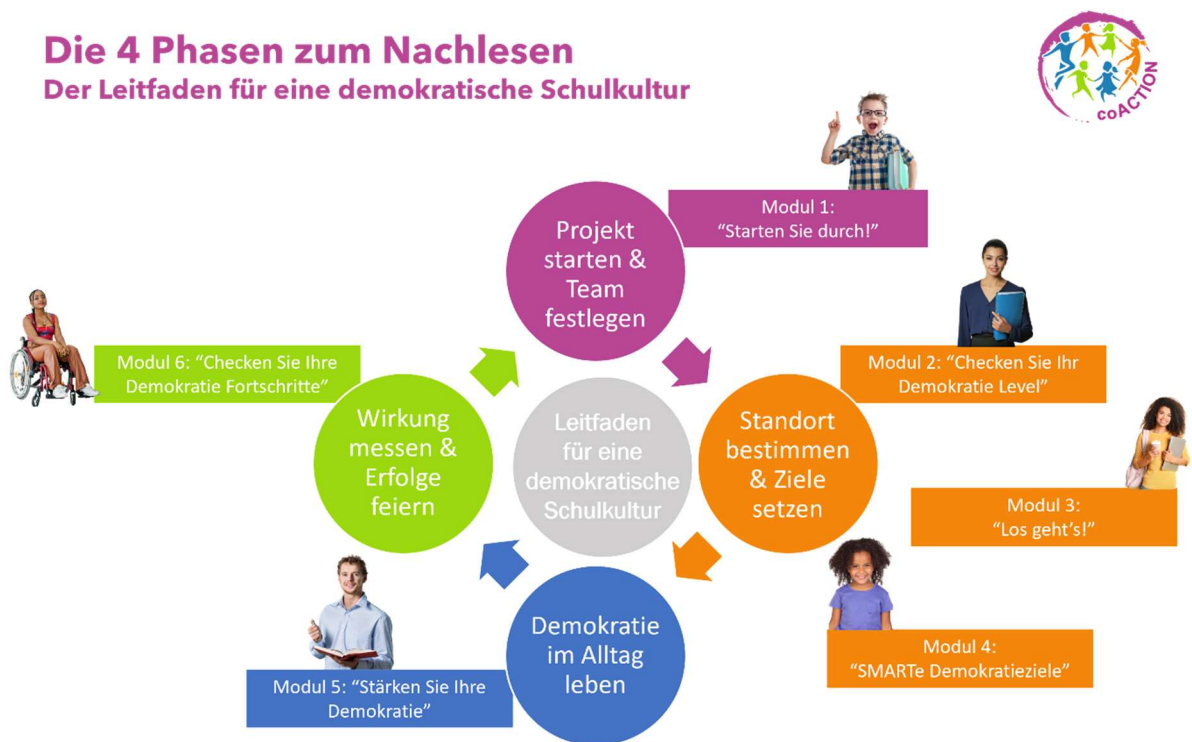 Die 4 Phasen zum Nachlesen
Der Leitfaden für eine demokratische Schulkultur
coACTION
Projekt
starten &
Team
festlegen
Modul 1:
“Starten Sie durch!”
Modul 2: “Checken Sie Ihr
Demokratie Level”
Modul 6: “Checken Sie Ihre
Demokratie Fortschritte”
Wirkung
messen &
Erfolge
feiern
Leitfaden
für eine
demokratische
Schulkultur
Standort
bestimmen
& Ziele
setzen
Modul 3:
“Los geht’s!”
Demokratie
im Alltag
leben
Modul 4:
“SMARTe Demokratieziele”
Modul 5: “Stärken Sie Ihre
Demokratie”